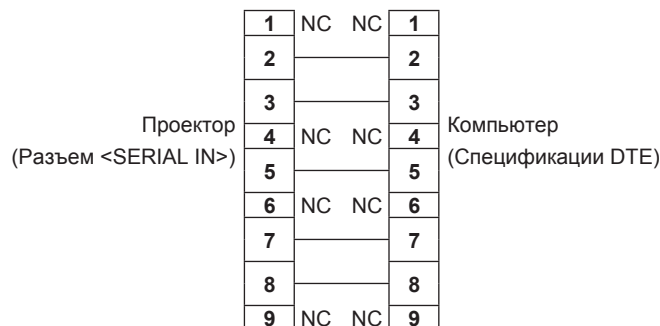 1 NC NC 1
2 2
3 3
Проектор
(Разъем <SERIAL IN>)
4 NC NC 4
Компьютер
(Спецификации DTE)
5 5
6 NC NC 6
7 7
8 8
9 NC NC 9